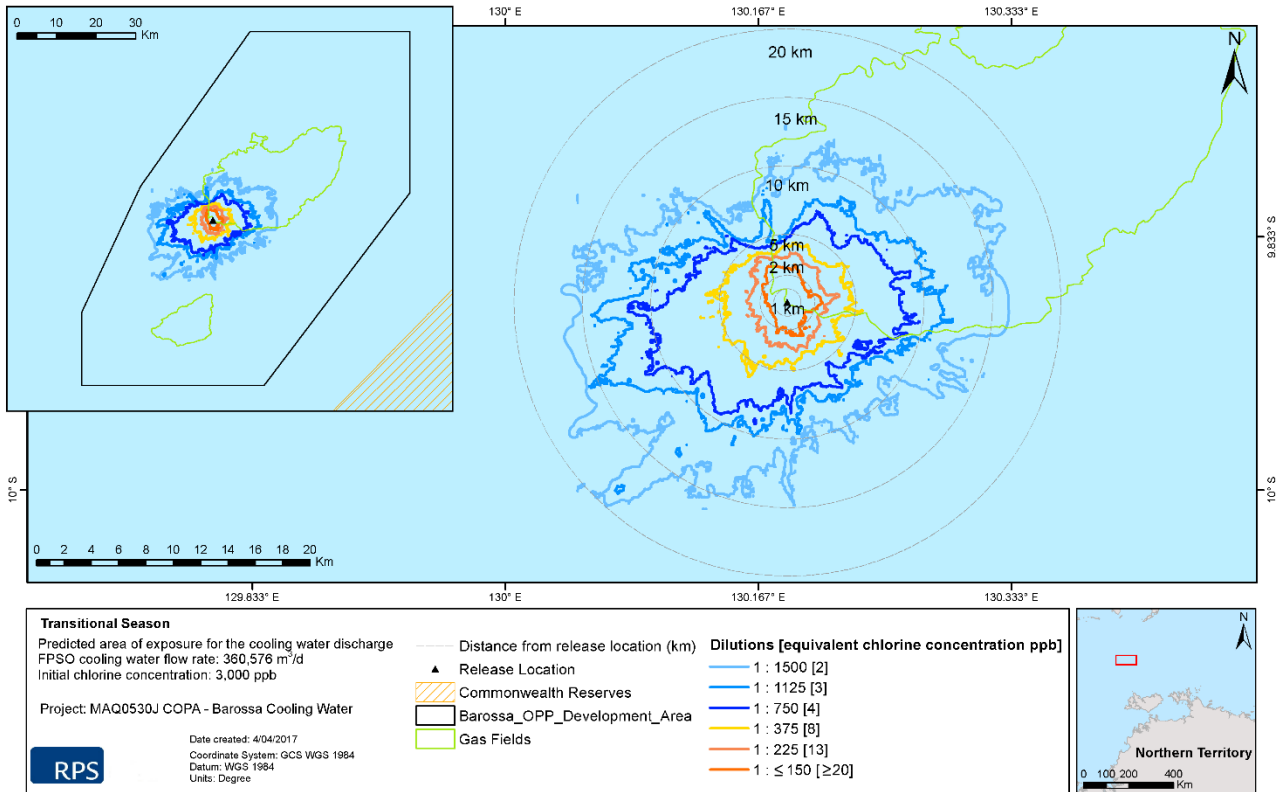 0 10 20 30
Km
130° E
130.167° E
130.333° E
N
20 km
15 km
10 km
5 km
2 km
1 km
9.833° S
10° S
10° S
0 2 4 6 8 10 12 14 16 18 20
Km
129.833° E
130° E
130.167° E
130.333° E
Transitional Season
Predicted area of exposure for the cooling water discharge
FPSO cooling water flow rate: 360,576 m³/d
Initial chlorine concentration: 3,000 ppb
Project: MAQ0530J COPA - Barossa Cooling Water
Date created: 4/04/2017
Coordinate System: GCS WGS 1984
Datum: WGS 1984
Units: Degree
RPS
Distance from release location (km)
Release Location
Commonwealth Reserves
Barossa_OPP_Development_Area
Gas Fields
Dilutions [equivalent chlorine concentration ppb]
1 : 1500 [2]
1 : 1125 [3]
1 : 750 [4]
1 : 375 [8]
1 : 225 [13]
1 : ≤ 150 [≥20]
N
Northern Territory
0 100 200 400
Km